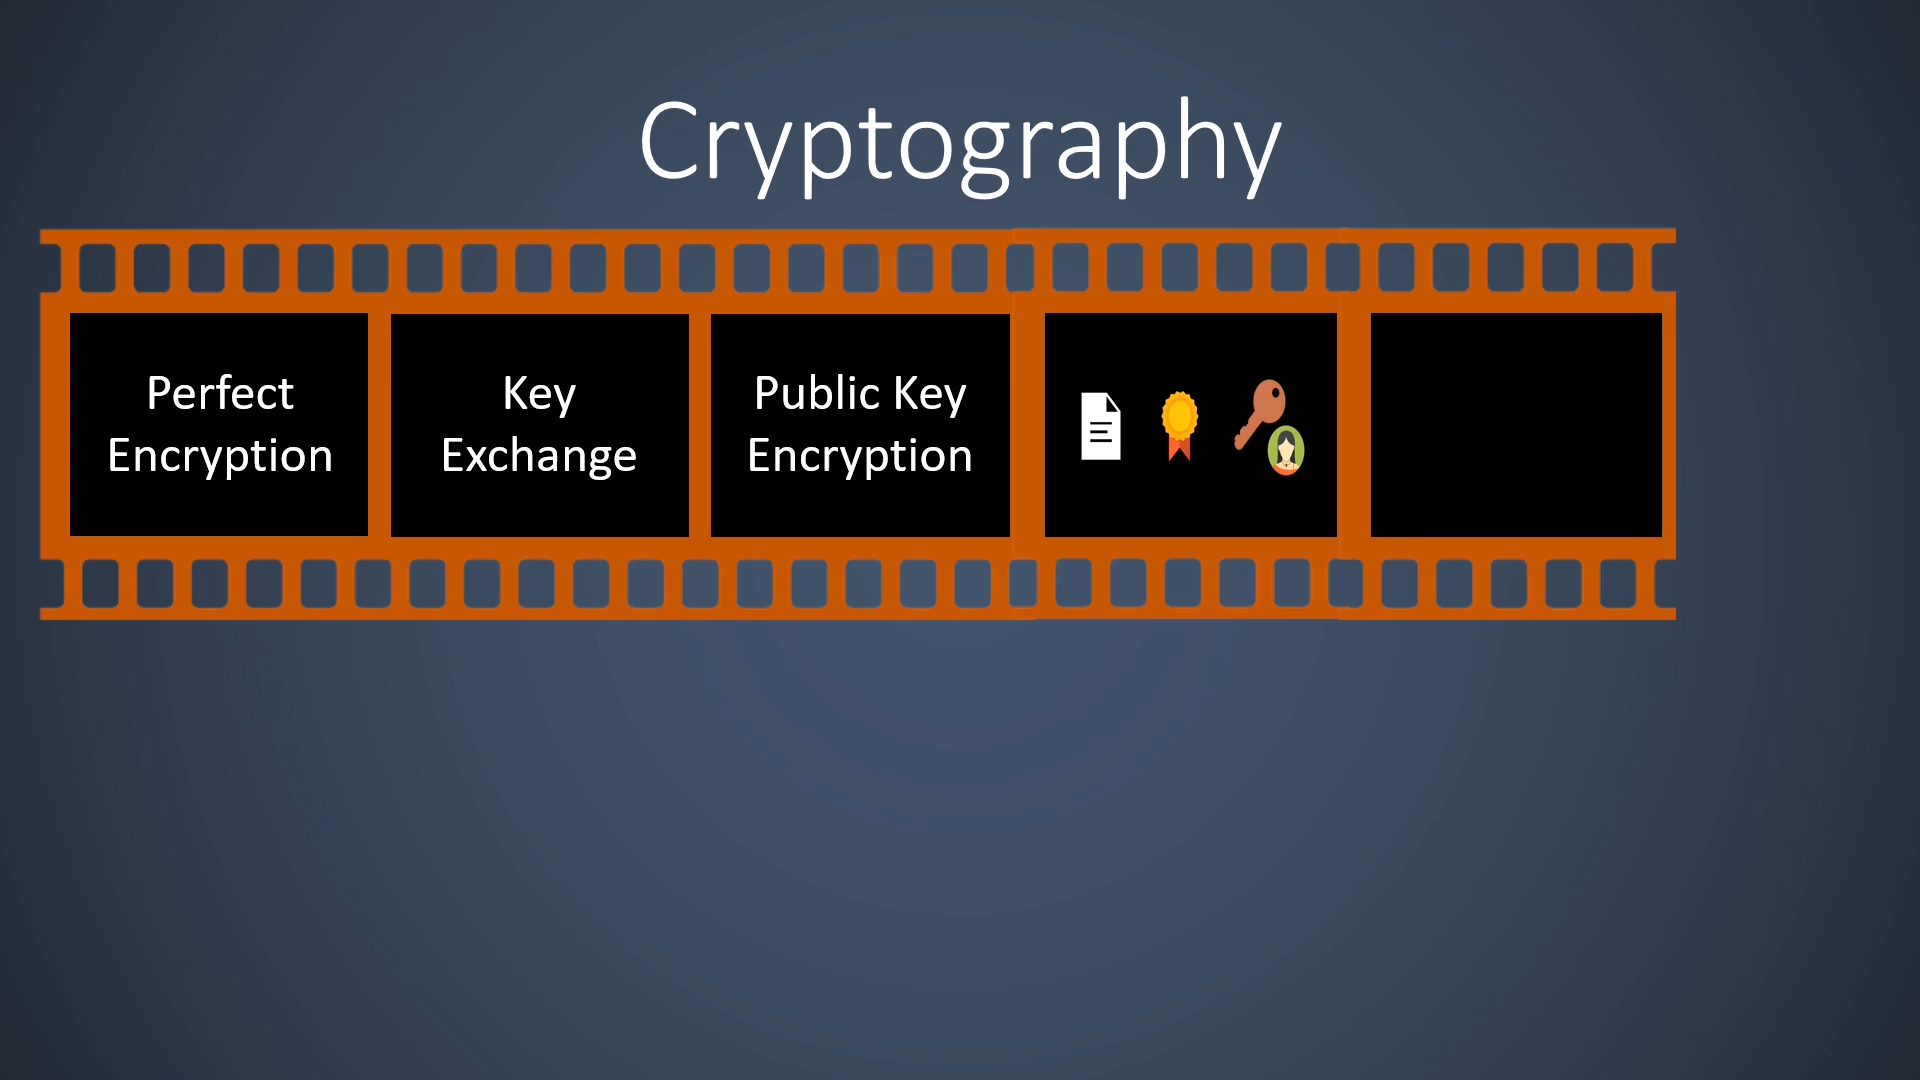 Cryptography
Perfect
Encryption
Key
Exchange
Public Key
Encryption